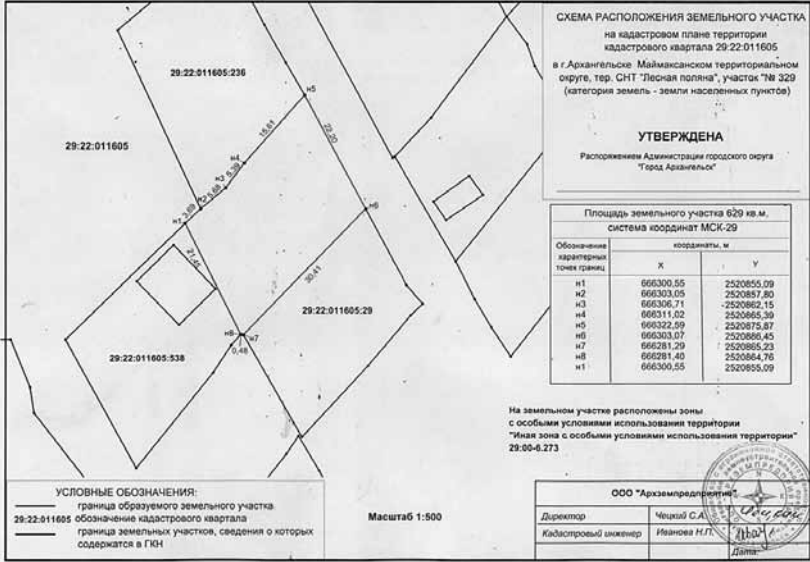 СХЕМА РАСПОЛОЖЕНИЯ ЗЕМЕЛЬНОГО УЧАСТКА
на кадастровом плане территории
кадастрового квартала 29:22:011605
в г.Архангельске Маймаксанском территориальном
округе, тер. СНТ "Лесная поляна", участок "№ 329
(категория земель - земли населенных пунктов)
УТВЕРЖДЕНА
Распоряжением Администрации городского округа
"Город Архангельск"
29:22:011605:236
29:22:011605
н5
15,61
22,20
н4
5,39
н3
5,68
н2
3,69
н1
н6
21,45
30,41
29:22:011605:29
н8
н7
0,48
29:22:011605:538
Площадь земельного участка 629 кв.м,
система координат МСК-29
Обозначение характерных точек границ
координаты, м
X Y
н1 666300,55 2520855,09
н2 666303,05 2520857,80
н3 666306,71 2520862,15
н4 666311,02 2520865,39
н5 666322,59 2520875,87
н6 666303,07 2520886,45
н7 666281,29 2520865,23
н8 666281,40 2520864,76
н1 666300,55 2520855,09
На земельном участке расположены зоны
с особыми условиями использования территории
"Иная зона с особыми условиями использования территории"
29:00-6.273
УСЛОВНЫЕ ОБОЗНАЧЕНИЯ:
граница образуемого земельного участка
29:22:011605 обозначение кадастрового квартала
граница земельных участков, сведения о которых
содержатся в ГКН
Масштаб 1:500
ООО "Архземпредприятие"
Директор Чецкий С.А.
Кадастровый инженер Иванова Н.П.
Дата: